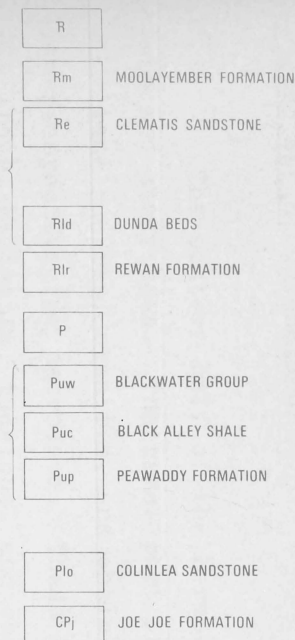 R
Rm MOOLAYEMBER FORMATION
Re CLEMATIS SANDSTONE
Rld DUNDA BEDS
Rlr REWAN FORMATION
P
Puw BLACKWATER GROUP
Puc BLACK ALLEY SHALE
Pup PEAWADDY FORMATION
Plo COLINLEA SANDSTONE
CPj JOE JOE FORMATION